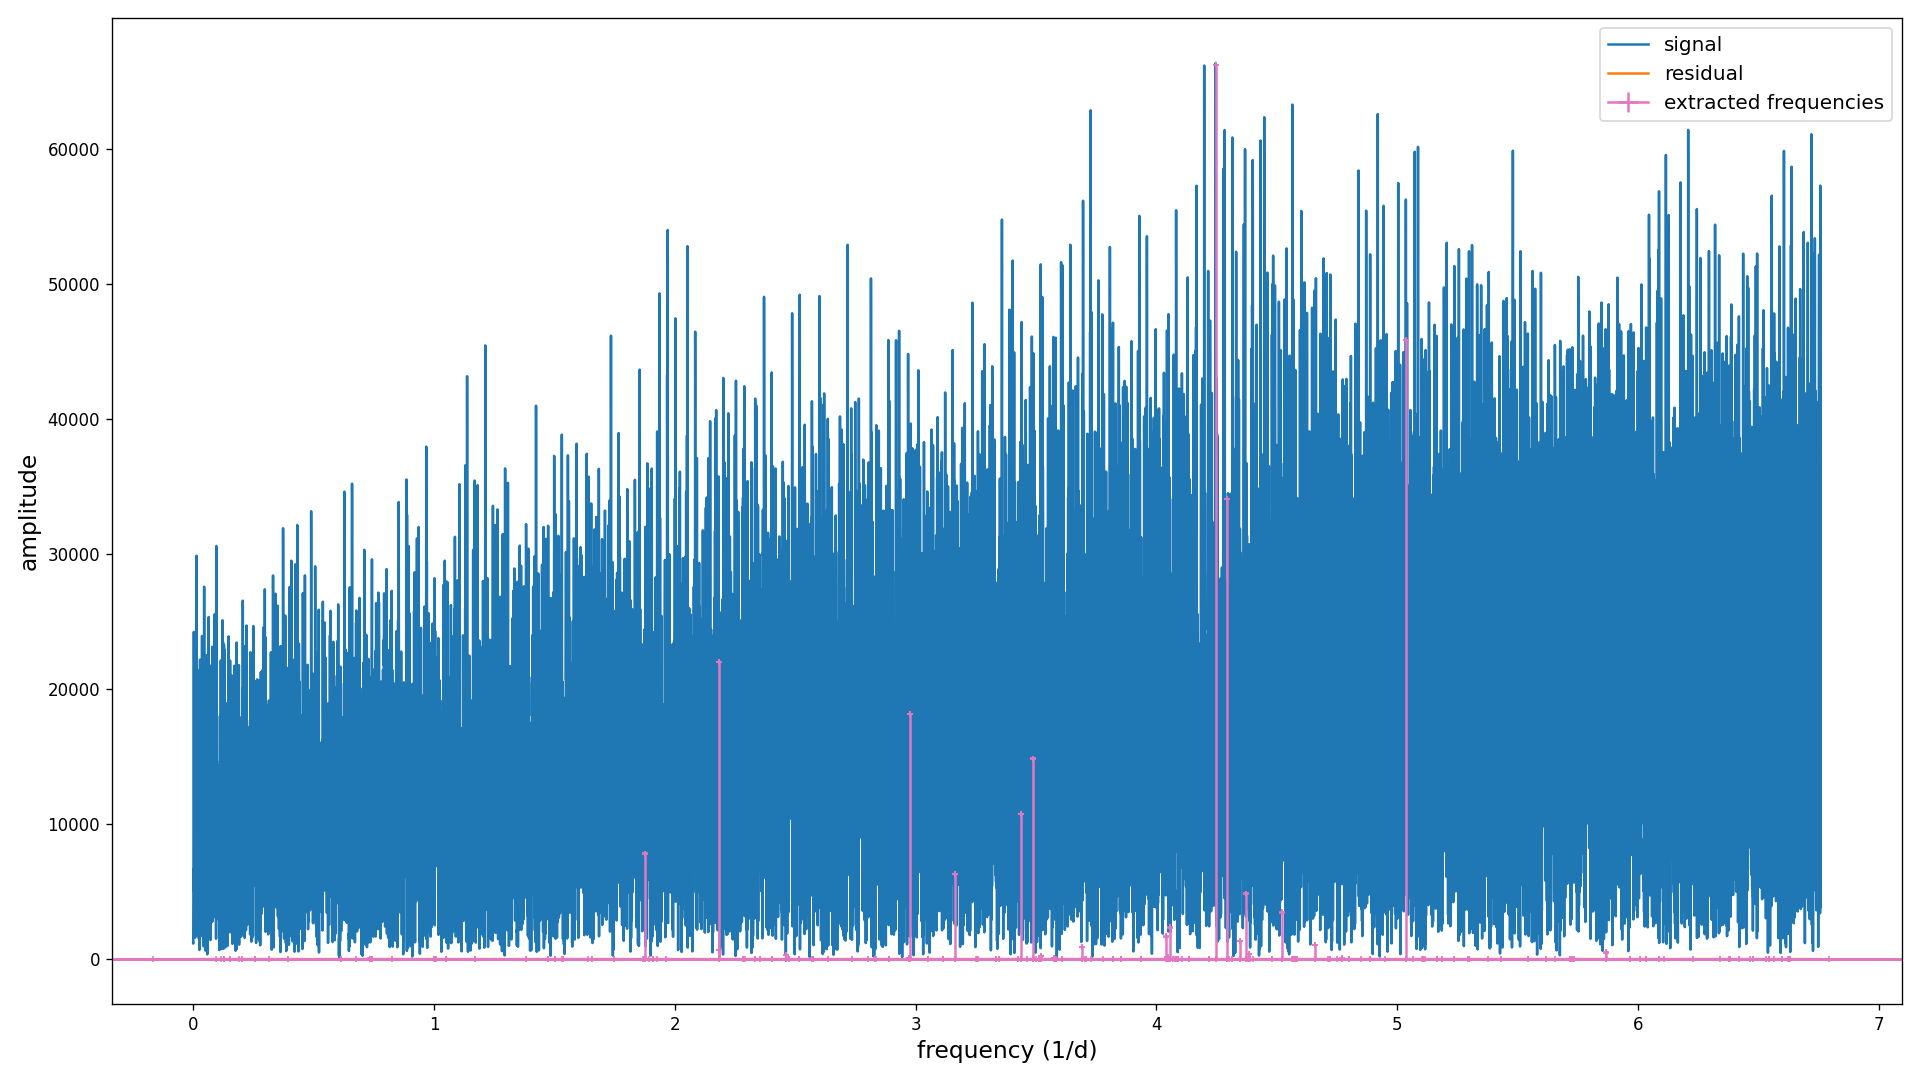 signal
residual
extracted frequencies
amplitude
60000
50000
40000
30000
20000
10000
0
0 1 2 3 4 5 6 7
frequency (1/d)